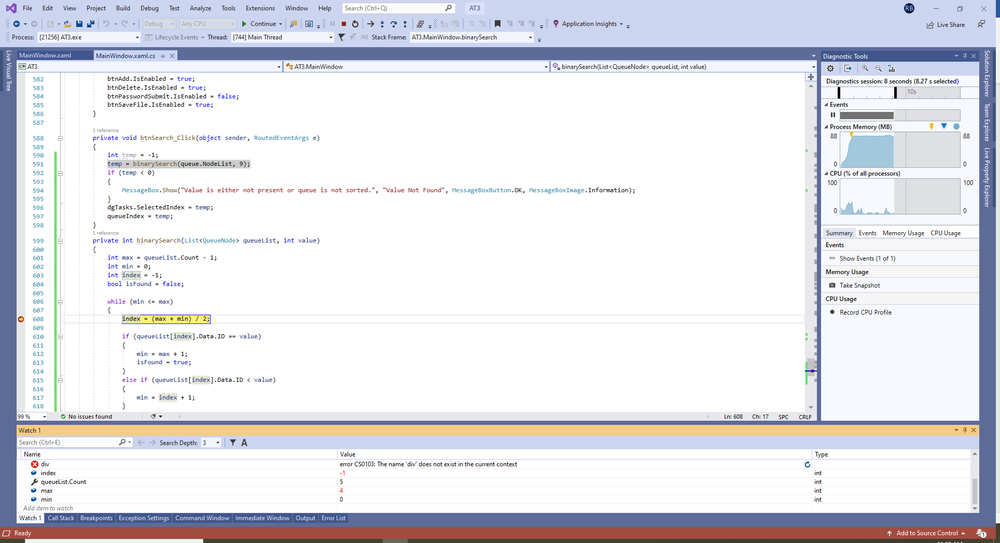 File Edit View Project Build Debug Test Analyze Tools Extensions Window Help Search (Ctrl+Q) AT3 RB
Debug Any CPU Continue Application Insights Live Share
Process: [21256] AT3.exe Lifecycle Events Thread: [744] Main Thread Stack Frame: AT3.MainWindow.binarySearch
Live Visual Tree
MainWindow.xaml MainWindow.xaml.cs
C# AT3 AT3.MainWindow binarySearch(List<QueueNode> queueList, int value)
582 btnAdd.IsEnabled = true;
583 btnDelete.IsEnabled = true;
584 btnPasswordSubmit.IsEnabled = false;
585 btnSaveFile.IsEnabled = true;
586 }
587
1 reference
588 private void btnSearch_Click(object sender, RoutedEventArgs e)
589 {
590 int temp = -1;
591 temp = binarySearch(queue.NodeList, 9);
592 if (temp < 0)
593 {
594 MessageBox.Show("Value is either not present or queue is not sorted.", "Value Not Found", MessageBoxButton.OK, MessageBoxImage.Information);
595 }
596 dgTasks.SelectedIndex = temp;
597 queueIndex = temp;
598 }
1 reference
599 private int binarySearch(List<QueueNode> queueList, int value)
600 {
601 int max = queueList.Count - 1;
602 int min = 0;
603 int index = -1;
604 bool isFound = false;
605
606 while (min <= max)
607 {
608 index = (max + min) / 2;
609
610 if (queueList[index].Data.ID == value)
611 {
612 min = max + 1;
613 isFound = true;
614 }
615 else if (queueList[index].Data.ID < value)
616 {
617 min = index + 1;
618 }
99 % No issues found Ln: 608 Ch: 17 SPC CRLF
Diagnostic Tools
Diagnostics session: 8 seconds (8.27 s selected)
10s
Events
Process Memory (MB)
88 88
0 0
CPU (% of all processors)
100 100
0 0
Summary Events Memory Usage CPU Usage
Events
Show Events (1 of 1)
Memory Usage
Take Snapshot
CPU Usage
Record CPU Profile
Solution Explorer
Team Explorer
Live Property Explorer
Watch 1
Search (Ctrl+E) Search Depth: 3 A
Name Value Type
div error CS0103: The name 'div' does not exist in the current context
index -1 int
queueList.Count 5 int
max 4 int
min 0 int
Add item to watch
Watch 1 Call Stack Breakpoints Exception Settings Command Window Immediate Window Output Error List
Ready Add to Source Control 1